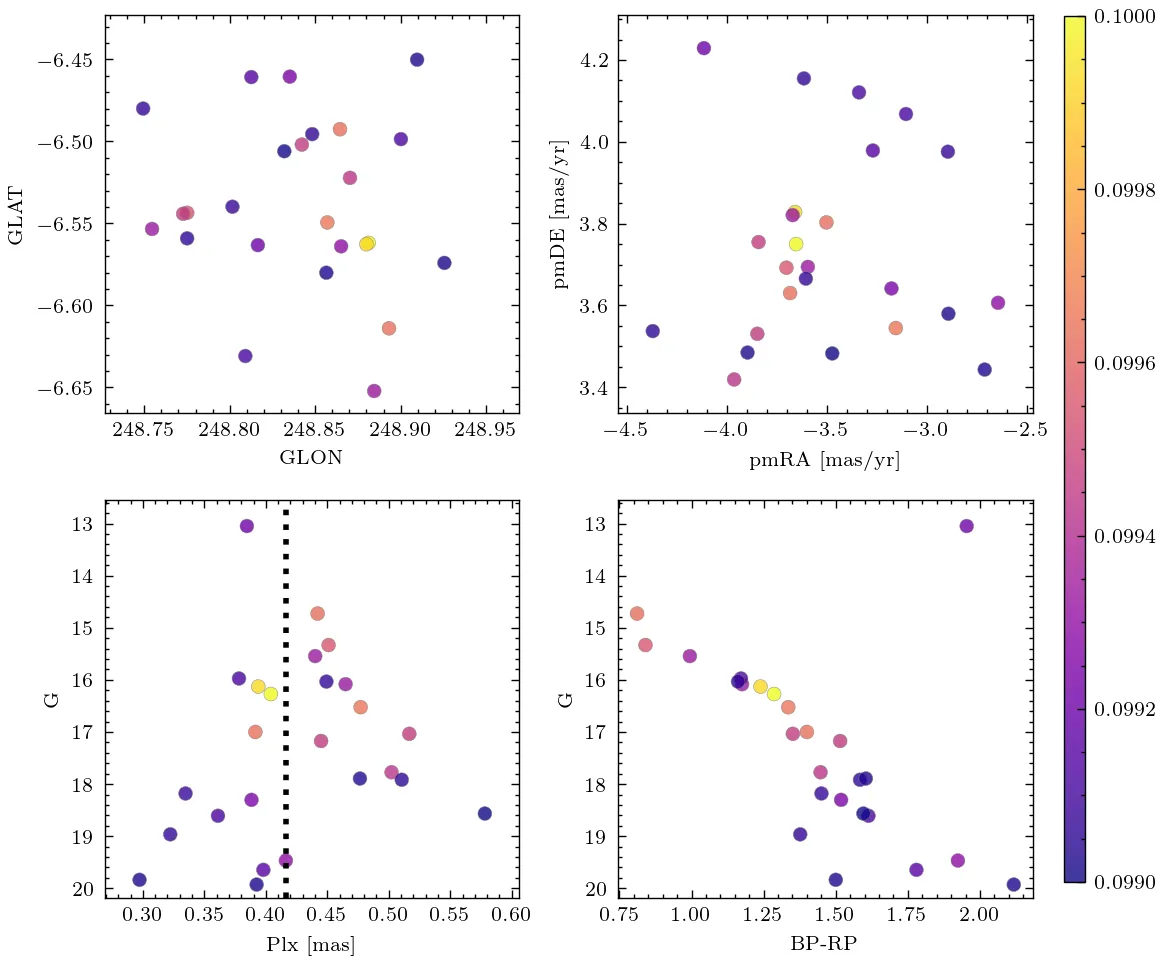 −6.45
−6.50
−6.55
−6.60
−6.65
GLAT
248.75 248.80 248.85 248.90 248.95
GLON
4.2
4.0
3.8
3.6
3.4
pmDE [mas/yr]
−4.5 −4.0 −3.5 −3.0 −2.5
pmRA [mas/yr]
13
14
15
16
17
18
19
20
G
0.30 0.35 0.40 0.45 0.50 0.55 0.60
Plx [mas]
13
14
15
16
17
18
19
20
G
0.75 1.00 1.25 1.50 1.75 2.00
BP-RP
0.1000
0.0998
0.0996
0.0994
0.0992
0.0990